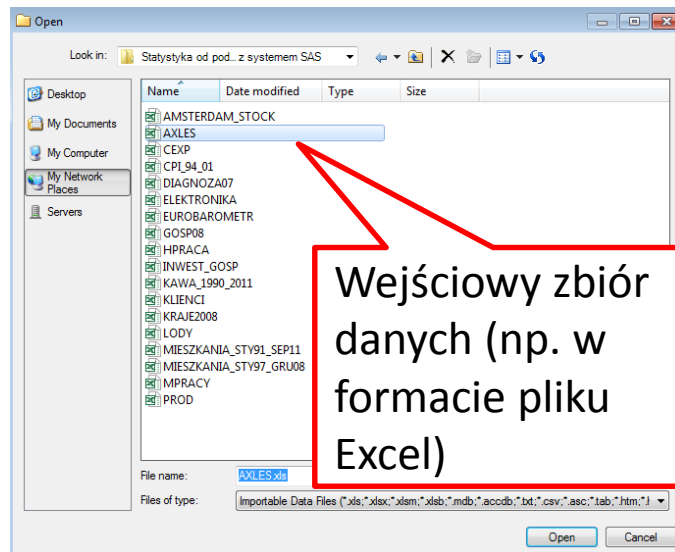 Open
Look in: Statystyka od pod... z systemem SAS
Name Date modified Type Size
Desktop
My Documents
My Computer
My Network
Places
Servers
AMSTERDAM_STOCK
AXLES
CEXP
CPI_94_01
DIAGNOZA07
ELEKTRONIKA
EUROBAROMETR
GOSP08
HPRACA
INWEST_GOSP
KAWA_1990_2011
KLIENCI
KRAJE2008
LODY
MIESZKANIA_STY91_SEP11
MIESZKANIA_STY97_GRU08
MPRACY
PROD
Wejściowy zbiór
danych (np. w
formacie pliku
Excel)
File name: AXLES.xls
Files of type: Importable Data Files (*.xls;*.xlsx;*.xlsm;*.xlsb;*.mdb;*.accdb;*.txt;*.csv;*.asc;*.tab;*.htm;*.
Open Cancel